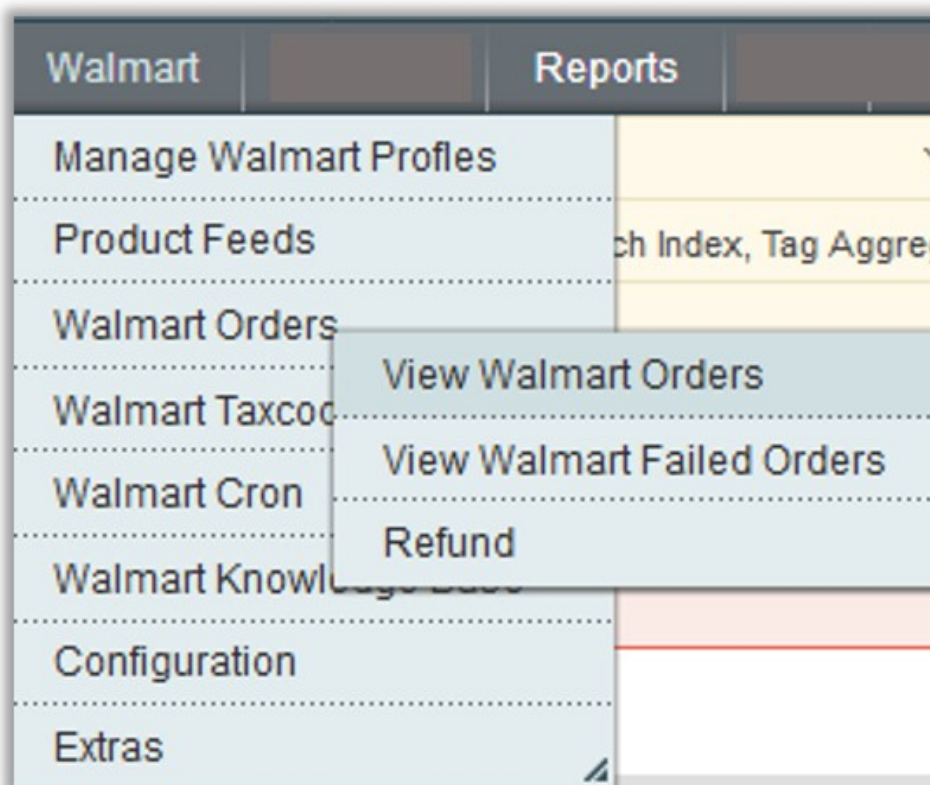 Walmart Reports
Manage Walmart Profles
Product Feeds
ch Index, Tag Aggre
Walmart Orders
View Walmart Orders
Walmart
View Walmart Failed Orders
Walmart Cron
Refund
Walmart
Configuration
Extras